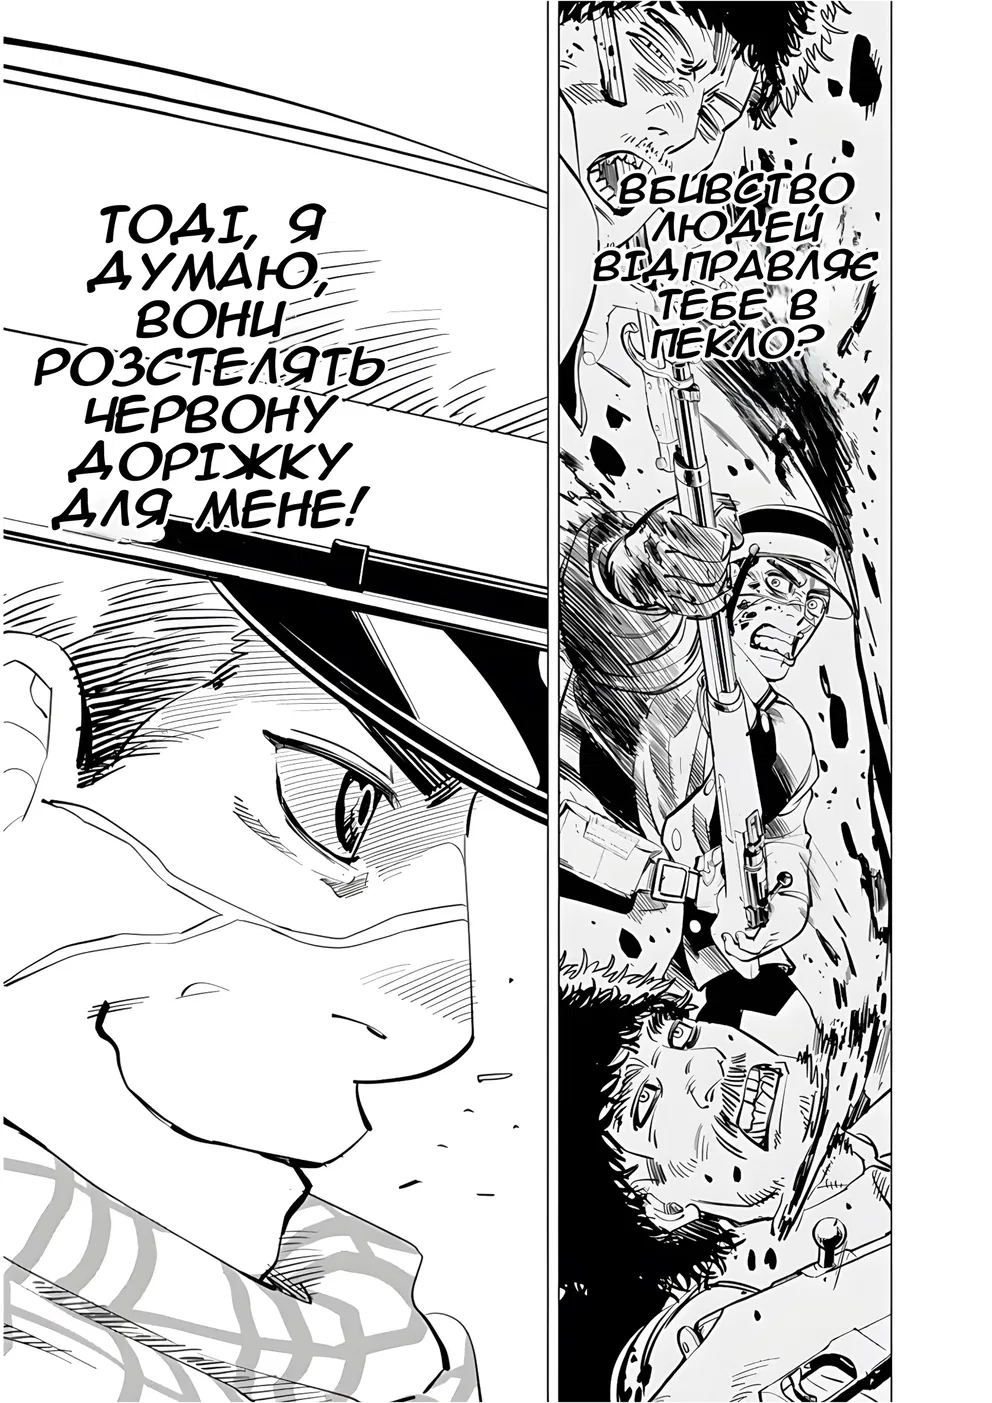 ВБИВСТВО
ЛЮДЕЙ
ВІДПРАВЛЯЄ
ТЕБЕ В
ПЕКЛО?
ТОДІ, Я
ДУМАЮ,
ВОНИ
РОЗСТЕЛЯТЬ
ЧЕРВОНУ
ДОРІЖКУ
ДЛЯ МЕНЕ!